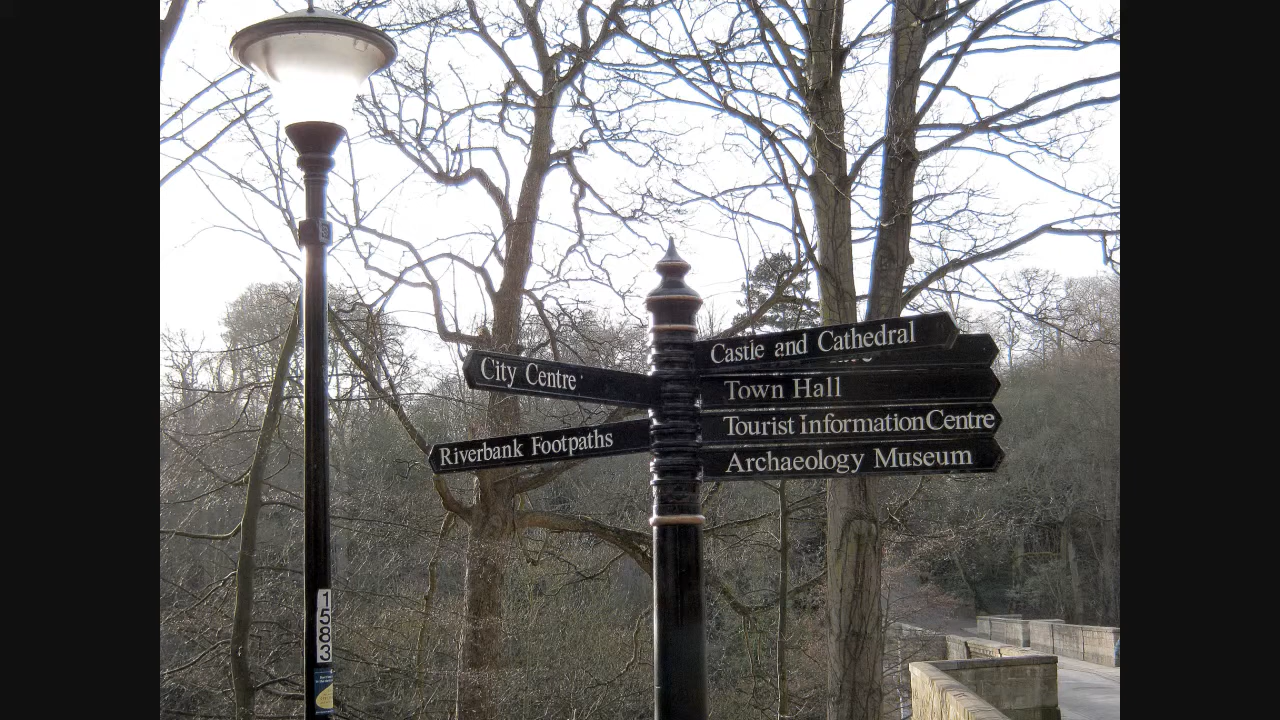 City Centre
Riverbank Footpaths
Castle and Cathedral
Town Hall
Tourist Information Centre
Archaeology Museum
1583